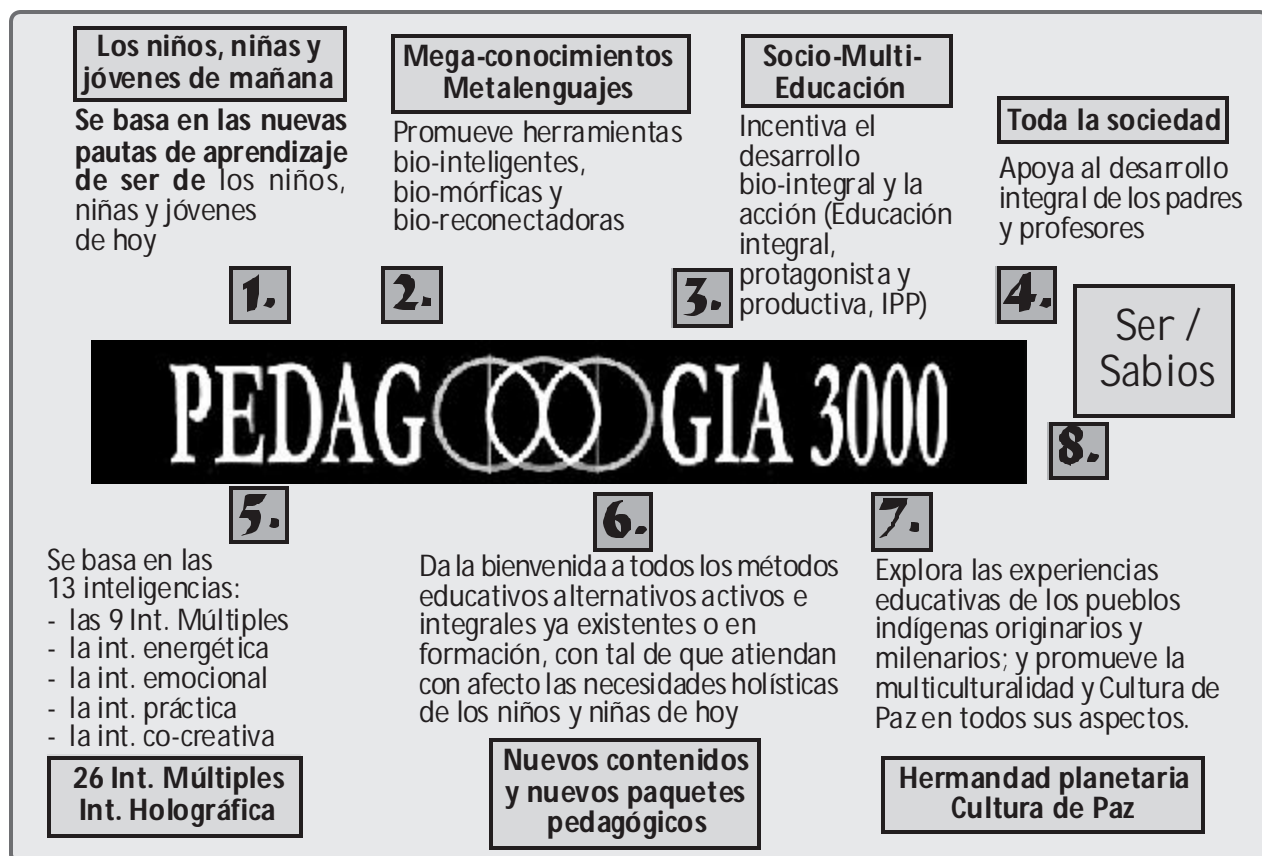 Los niños, niñas y
jóvenes de mañana
Se basa en las nuevas
pautas de aprendizaje
de ser de los niños,
niñas y jóvenes
de hoy
1.
Mega-conocimientos
Metalenguajes
Promueve herramientas
bio-inteligentes,
bio-mórficas y
bio-reconectadoras
2.
Socio-Multi-
Educación
Incentiva el
desarrollo
bio-integral y la
acción (Educación
integral,
protagonista y
productiva, IPP)
3.
Toda la sociedad
Apoya al desarrollo
integral de los padres
y profesores
4.
Ser /
Sabios
8.
PEDAGOOOGIA 3000
5.
Se basa en las
13 inteligencias:
- las 9 Int. Múltiples
- la int. energética
- la int. emocional
- la int. práctica
- la int. co-creativa
26 Int. Múltiples
Int. Holográfica
6.
Da la bienvenida a todos los métodos
educativos alternativos activos e
integrales ya existentes o en
formación, con tal de que atiendan
con afecto las necesidades holísticas
de los niños y niñas de hoy
Nuevos contenidos
y nuevos paquetes
pedagógicos
7.
Explora las experiencias
educativas de los pueblos
indígenas originarios y
milenarios; y promueve la
multiculturalidad y Cultura de
Paz en todos sus aspectos.
Hermandad planetaria
Cultura de Paz